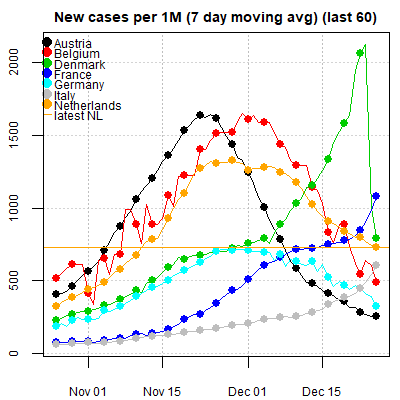 New cases per 1M (7 day moving avg) (last 60)
Austria
Belgium
Denmark
France
Germany
Italy
Netherlands
latest NL
2000
1500
1000
500
0
Nov 01 Nov 15 Dec 01 Dec 15